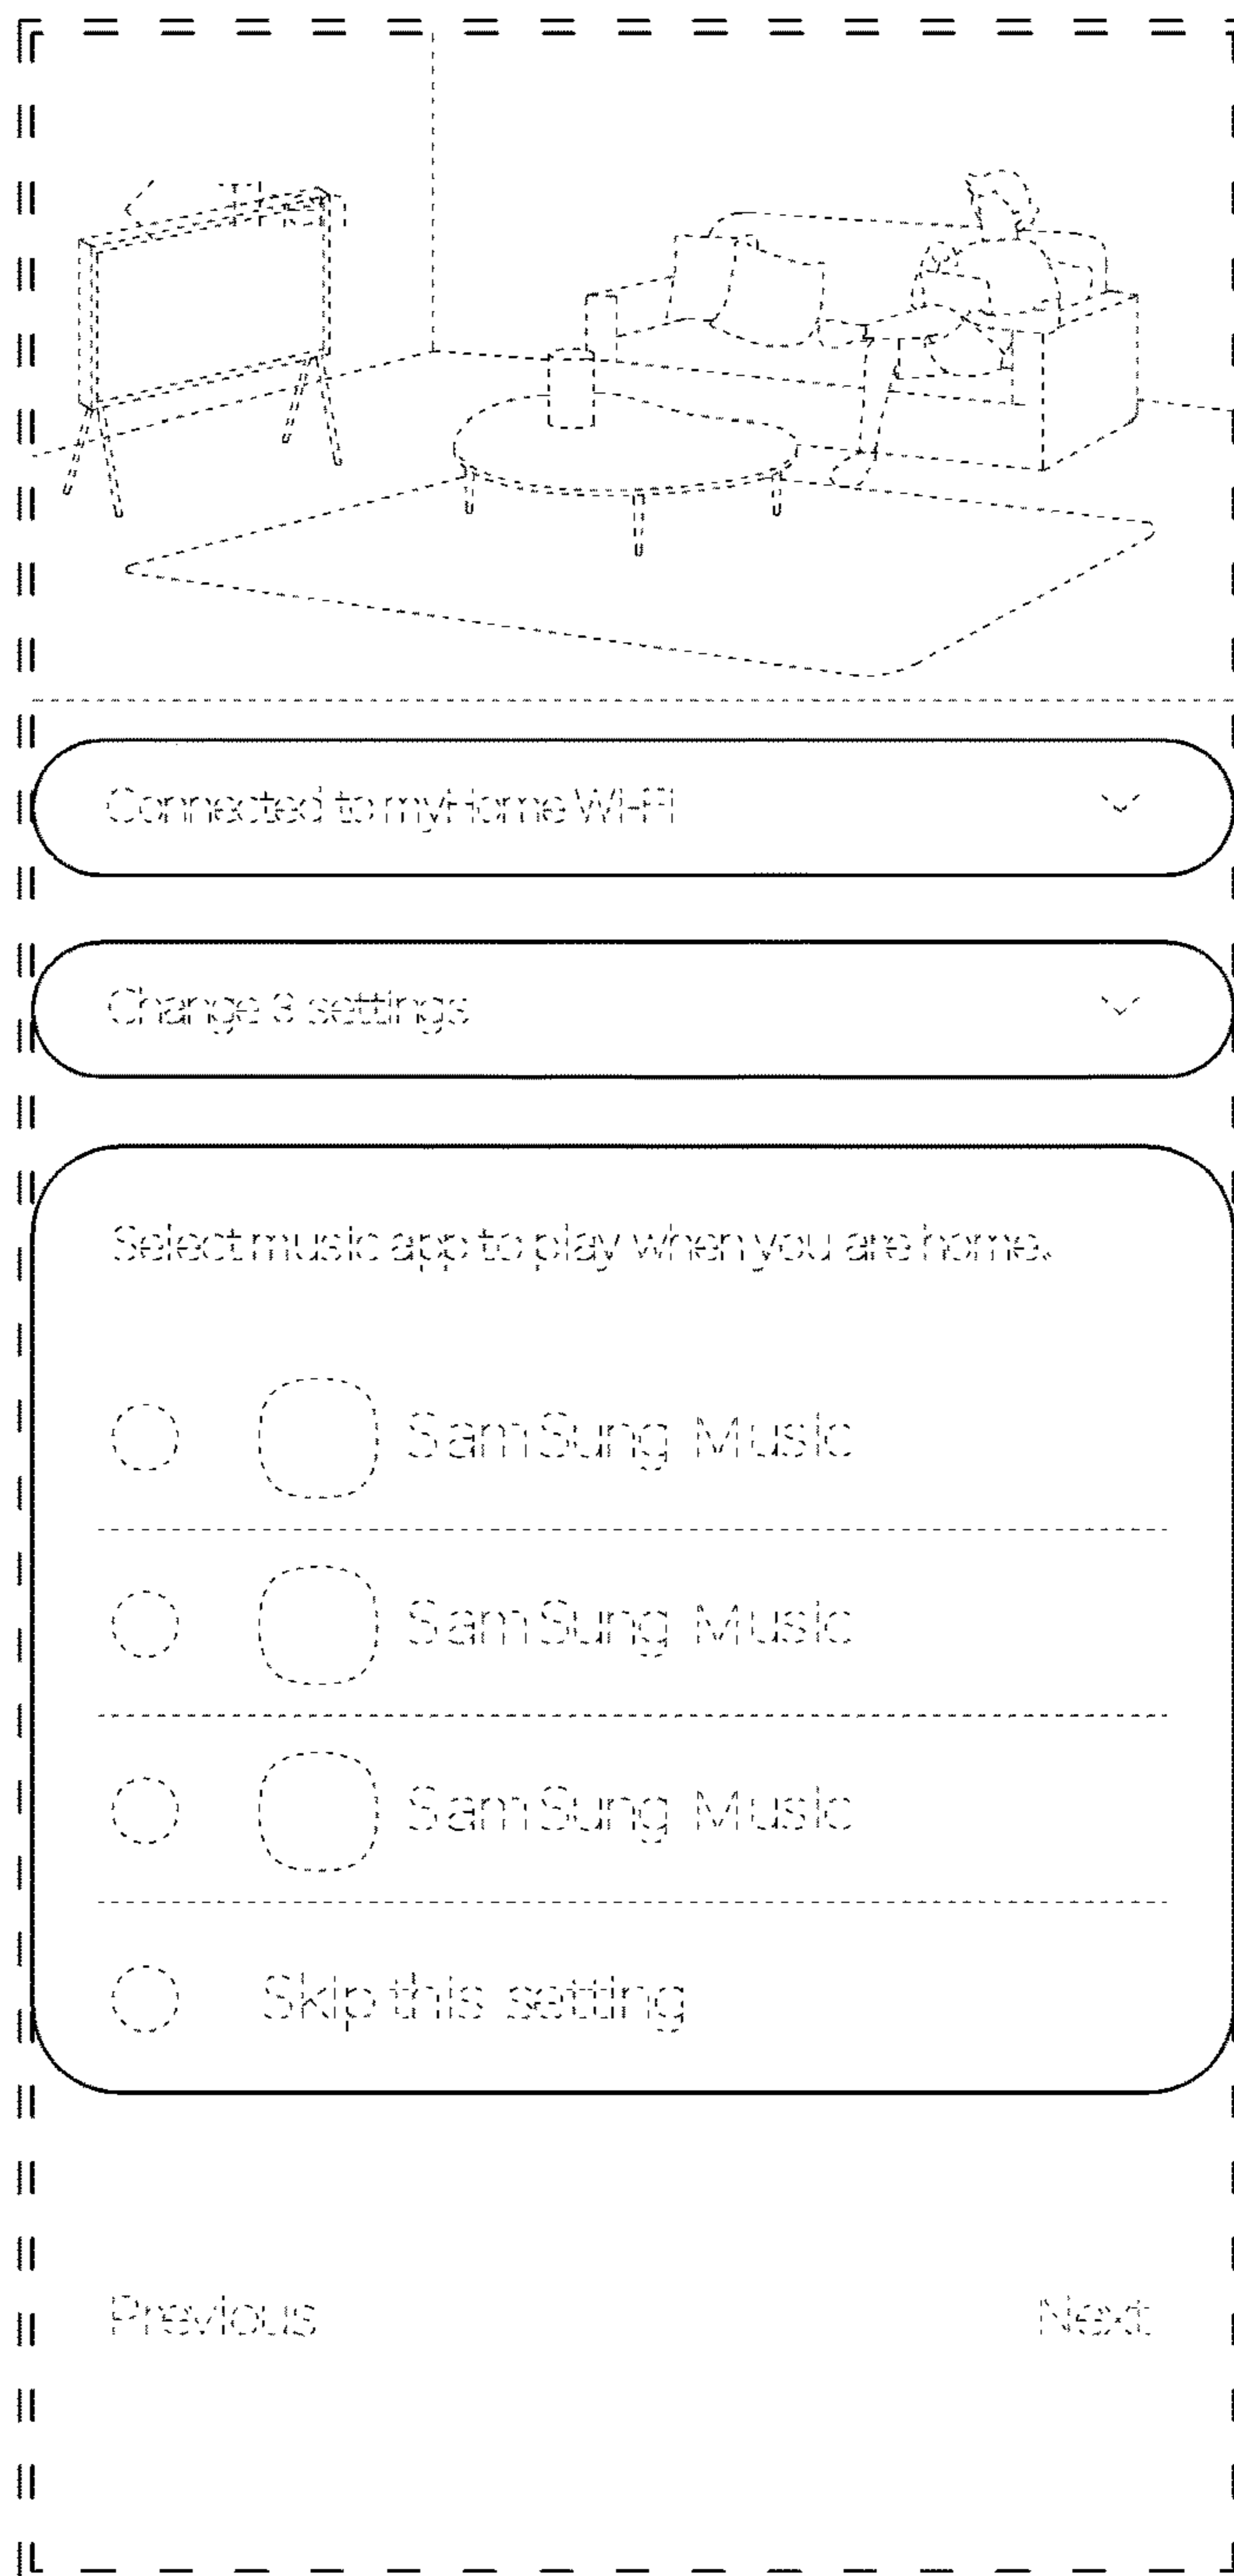 Connected to myHome Wi-Fi
Change 3 settings
Select music app to play when you are home.
SamSung Music
SamSung Music
SamSung Music
Skip this setting
Previous
Next